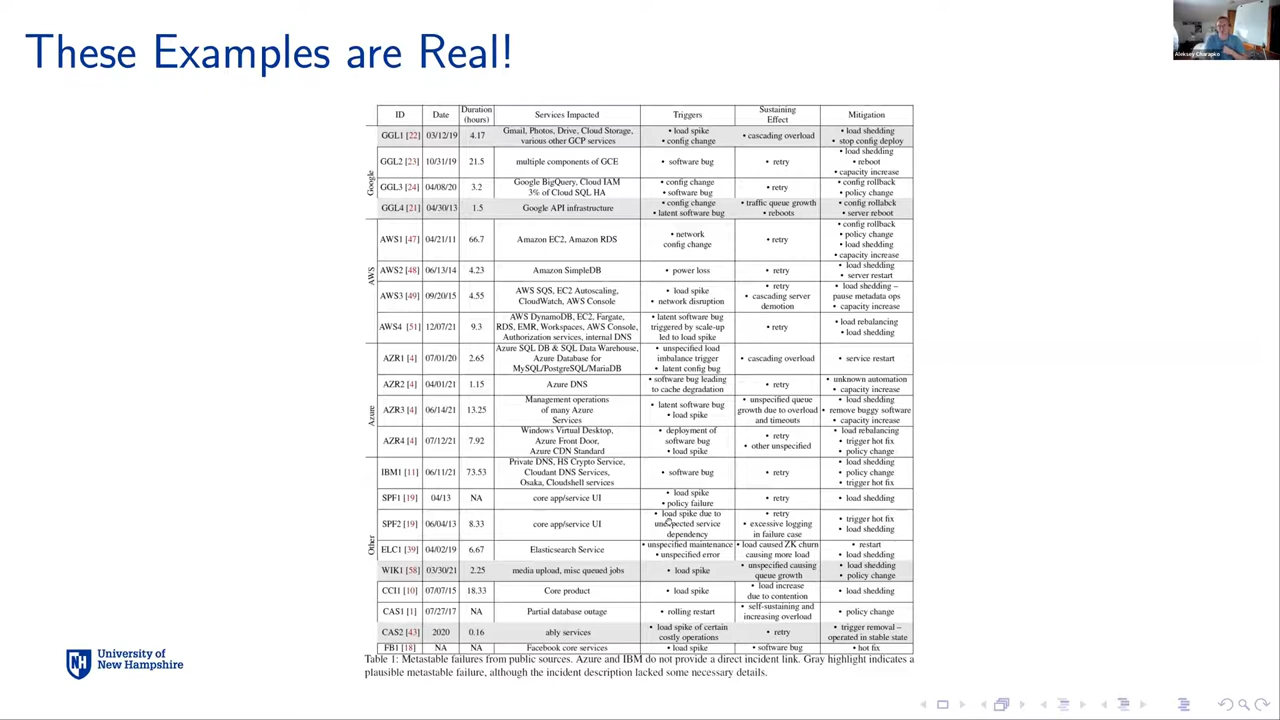 These Examples are Real!
Aleksey Charapko
ID Date Duration (hours) Services Impacted Triggers Sustaining Effect Mitigation
Google
GGL1 [22] 03/12/19 4.17 Gmail, Photos, Drive, Cloud Storage, various other GCP services • load spike • config change • cascading overload • load shedding • stop config deploy
GGL2 [23] 10/31/19 21.5 multiple components of GCE • software bug • retry • load shedding • reboot • capacity increase
GGL3 [24] 04/08/20 3.2 Google BigQuery, Cloud IAM 3% of Cloud SQL HA • config change • software bug • retry • config rollback • policy change
GGL4 [21] 04/30/13 1.5 Google API infrastructure • config change • latent software bug • traffic queue growth • reboots • config rollabck • server reboot
AWS
AWS1 [47] 04/21/11 66.7 Amazon EC2, Amazon RDS • network config change • retry • config rollback • policy change • load shedding • capacity increase
AWS2 [48] 06/13/14 4.23 Amazon SimpleDB • power loss • retry • load shedding • server restart
AWS3 [49] 09/20/15 4.55 AWS SQS, EC2 Autoscaling, CloudWatch, AWS Console • load spike • network disruption • retry • cascading server demotion • load shedding – pause metadata ops • capacity increase
AWS4 [51] 12/07/21 9.3 AWS DynamoDB, EC2, Fargate, RDS, EMR, Workspaces, AWS Console, Authorization services, internal DNS • latent software bug triggered by scale-up led to load spike • retry • load rebalancing • load shedding
Azure
AZR1 [4] 07/01/20 2.65 Azure SQL DB & SQL Data Warehouse, Azure Database for MySQL/PostgreSQL/MariaDB • unspecified load imbalance trigger • latent config bug • cascading overload • service restart
AZR2 [4] 04/01/21 1.15 Azure DNS • software bug leading to cache degradation • retry • unknown automation • capacity increase
AZR3 [4] 06/14/21 13.25 Management operations of many Azure Services • latent software bug • load spike • unspecified queue growth due to overload and timeouts • load shedding • remove buggy software • capacity increase
AZR4 [4] 07/12/21 7.92 Windows Virtual Desktop, Azure Front Door, Azure CDN Standard • deployment of software bug • load spike • retry • other unspecified • load rebalancing • trigger hot fix • policy change
Other
IBM1 [11] 06/11/21 73.53 Private DNS, HS Crypto Service, Cloudant DNS Services, Osaka, Cloudshell services • software bug • retry • load shedding • policy change • trigger hot fix
SPF1 [19] 04/13 NA core app/service UI • load spike • policy failure • retry • load shedding
SPF2 [19] 06/04/13 8.33 core app/service UI • load spike due to unexpected service dependency • retry • excessive logging in failure case • trigger hot fix • load shedding
ELC1 [39] 04/02/19 6.67 Elasticsearch Service • unspecified maintenance • unspecified error • load caused ZK churn causing more load • restart • load shedding
WIK1 [58] 03/30/21 2.25 media upload, misc queued jobs • load spike • unspecified causing queue growth • load shedding • policy change
CCI1 [10] 07/07/15 18.33 Core product • load spike • load increase due to contention • load shedding
CAS1 [1] 07/27/17 NA Partial database outage • rolling restart • self-sustaining and increasing overload • policy change
CAS2 [43] 2020 0.16 ably services • load spike of certain costly operations • retry • trigger removal – operated in stable state
FB1 [18] NA NA Facebook core services • load spike • software bug • hot fix
Table 1: Metastable failures from public sources. Azure and IBM do not provide a direct incident link. Gray highlight indicates a
plausible metastable failure, although the incident description lacked some necessary details.
NH
University of
New Hampshire